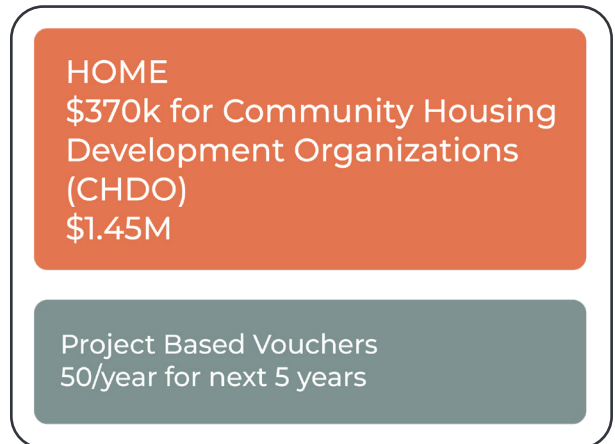 HOME
$370k for Community Housing
Development Organizations
(CHDO)
$1.45M
Project Based Vouchers
50/year for next 5 years